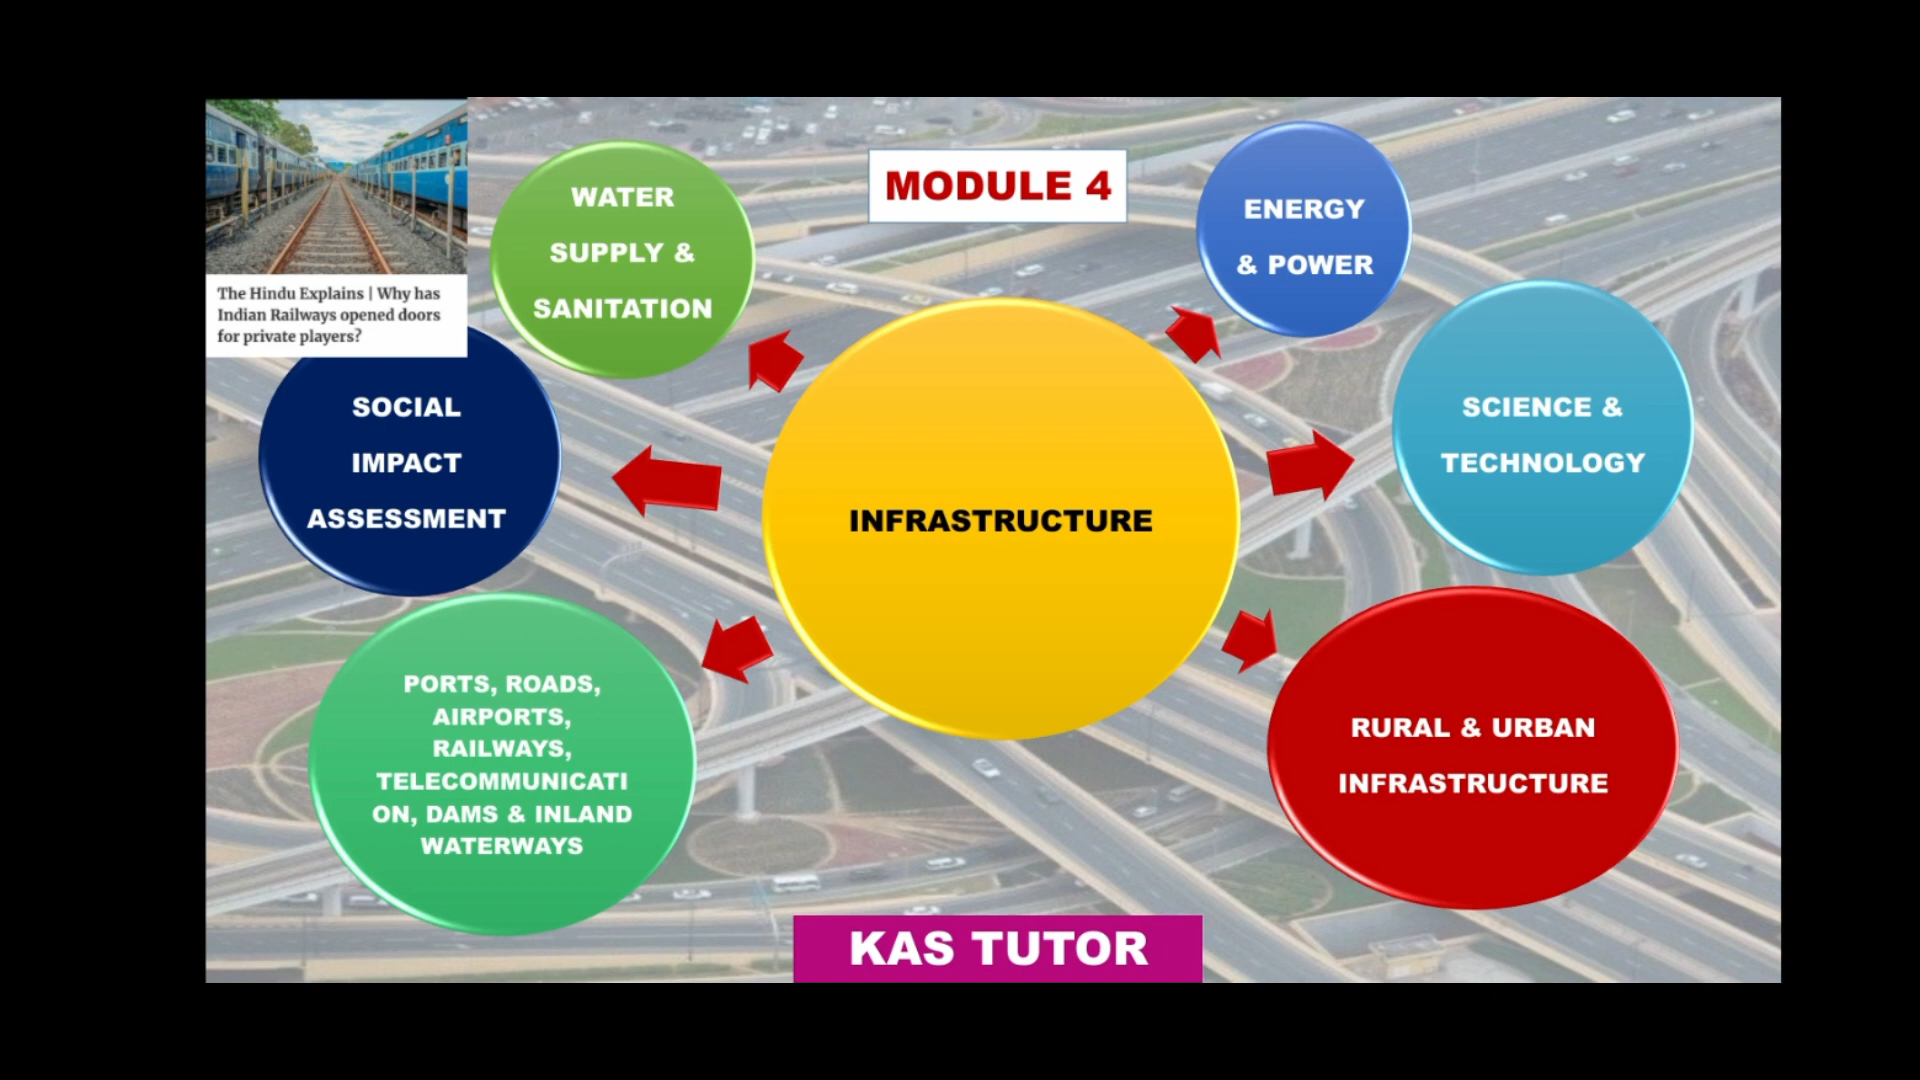 MODULE 4
The Hindu Explains | Why has
Indian Railways opened doors
for private players?
WATER
SUPPLY &
SANITATION
ENERGY
& POWER
SOCIAL
IMPACT
ASSESSMENT
INFRASTRUCTURE
SCIENCE &
TECHNOLOGY
PORTS, ROADS,
AIRPORTS,
RAILWAYS,
TELECOMMUNICATI
ON, DAMS & INLAND
WATERWAYS
RURAL & URBAN
INFRASTRUCTURE
KAS TUTOR